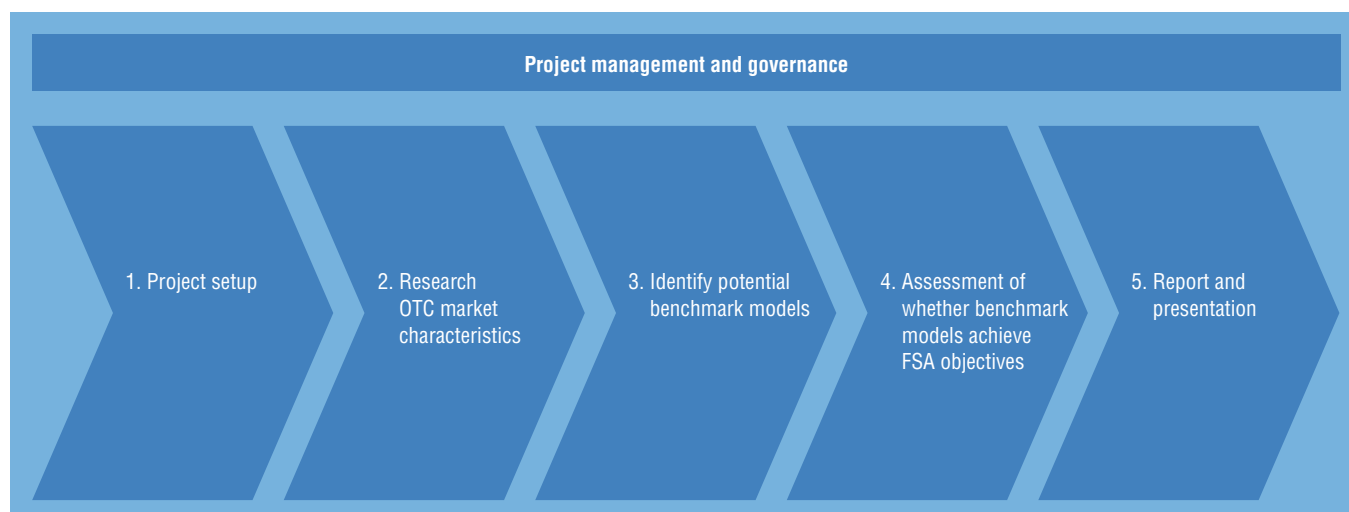 Project management and governance
1. Project setup
2. Research
OTC market
characteristics
3. Identify potential
benchmark models
4. Assessment of
whether benchmark
models achieve
FSA objectives
5. Report and
presentation